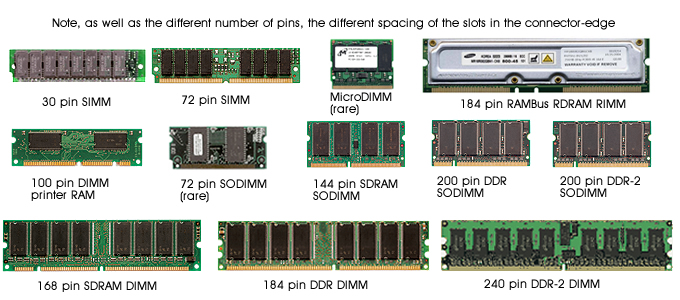 Note, as well as the different number of pins, the different spacing of the slots in the connector-edge
30 pin SIMM
72 pin SIMM
MicroDIMM
(rare)
184 pin RAMBus RDRAM RIMM
100 pin DIMM
printer RAM
72 pin SODIMM
(rare)
144 pin SDRAM
SODIMM
200 pin DDR
SODIMM
200 pin DDR-2
SODIMM
168 pin SDRAM DIMM
184 pin DDR DIMM
240 pin DDR-2 DIMM